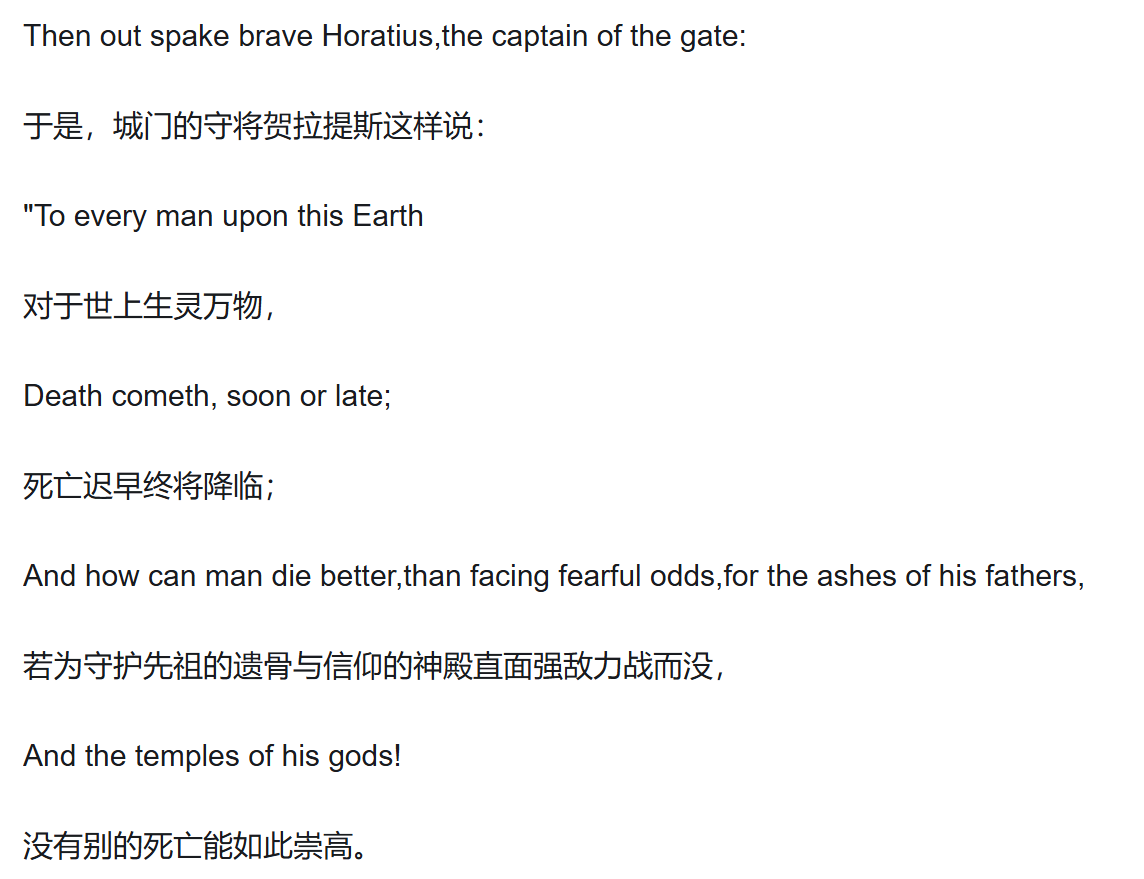 Then out spake brave Horatius,the captain of the gate:
于是，城门的守将贺拉提斯这样说：
"To every man upon this Earth
对于世上生灵万物，
Death cometh, soon or late;
死亡迟早终将降临；
And how can man die better,than facing fearful odds,for the ashes of his fathers,
若为守护先祖的遗骨与信仰的神殿直面强敌力战而没，
And the temples of his gods!
没有别的死亡能如此崇高。